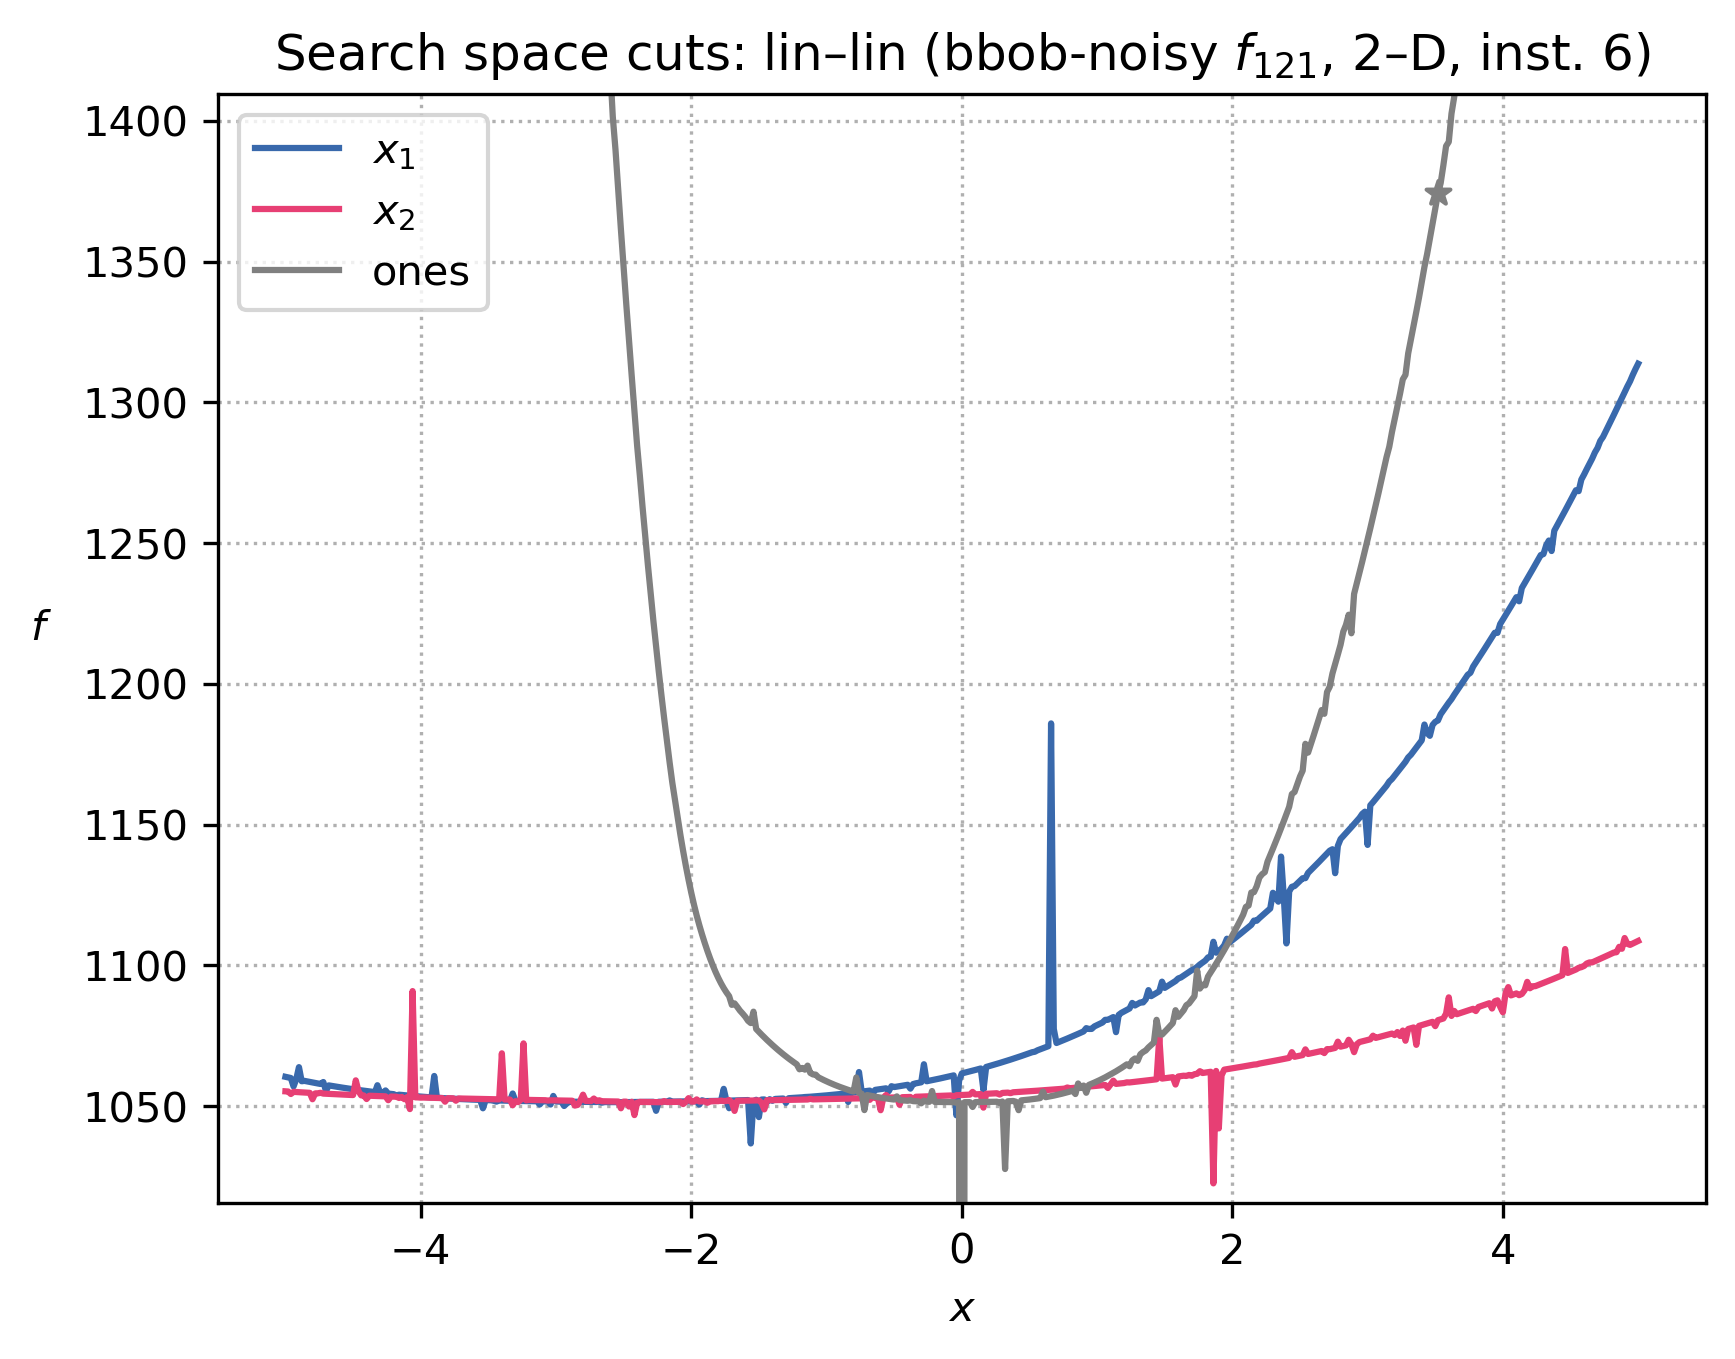 Search space cuts: lin–lin (bbob-noisy f₁₂₁, 2–D, inst. 6)
x₁
x₂
ones
1400
1350
1300
1250
1200
1150
1100
1050
f
−4 −2 0 2 4
x